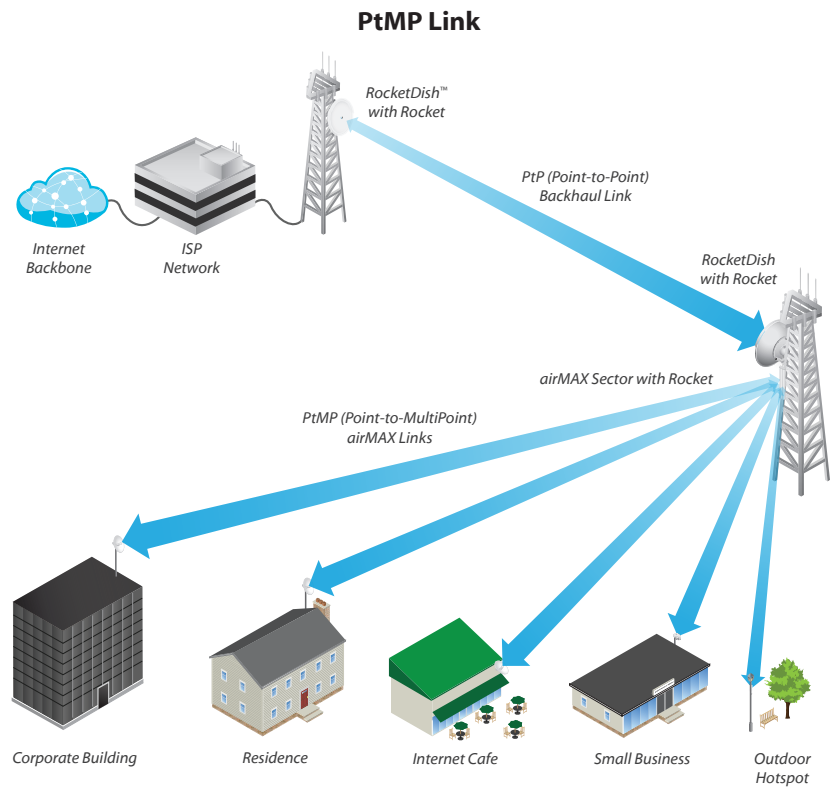 PtMP Link
RocketDish™
with Rocket
PtP (Point-to-Point)
Backhaul Link
Internet
Backbone
ISP
Network
RocketDish
with Rocket
airMAX Sector with Rocket
PtMP (Point-to-MultiPoint)
airMAX Links
Corporate Building
Residence
Internet Cafe
Small Business
Outdoor
Hotspot